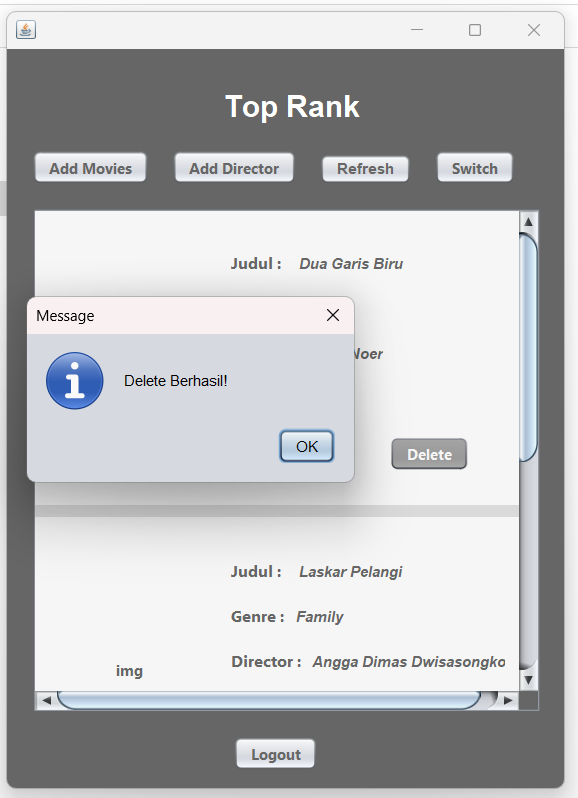 Top Rank
Add Movies Add Director Refresh Switch
Judul : Dua Garis Biru
Message
Noer
Delete Berhasil!
OK
Delete
Judul : Laskar Pelangi
Genre : Family
Director : Angga Dimas Dwisasongko
img
Logout